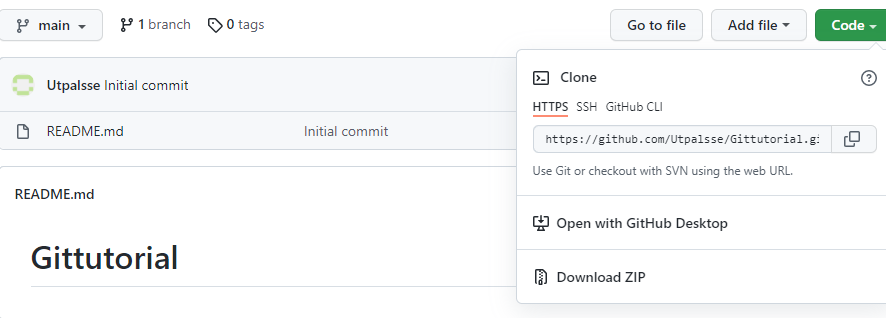 main
1 branch
0 tags
Go to file
Add file
Code
Utpalsse Initial commit
README.md
Initial commit
README.md
Gittutorial
Clone
HTTPS SSH GitHub CLI
https://github.com/Utpalsse/Gittutorial.gi
Use Git or checkout with SVN using the web URL.
Open with GitHub Desktop
Download ZIP